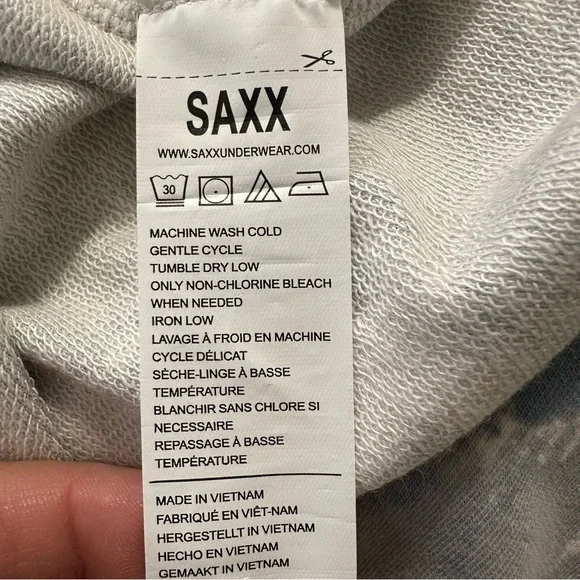 SAXX
WWW.SAXXUNDERWEAR.COM
30
MACHINE WASH COLD
GENTLE CYCLE
TUMBLE DRY LOW
ONLY NON-CHLORINE BLEACH
WHEN NEEDED
IRON LOW
LAVAGE À FROID EN MACHINE
CYCLE DÉLICAT
SÈCHE-LINGE À BASSE
TEMPÉRATURE
BLANCHIR SANS CHLORE SI
NECESSAIRE
REPASSAGE À BASSE
TEMPÉRATURE
MADE IN VIETNAM
FABRIQUÉ EN VIÊT-NAM
HERGESTELLT IN VIETNAM
HECHO EN VIETNAM
GEMAAKT IN VIETNAM